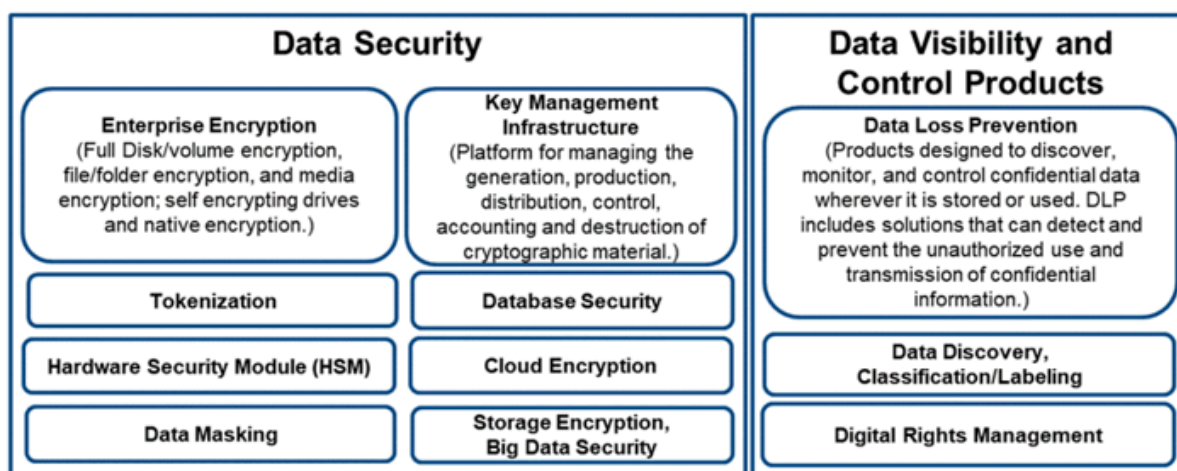 Data Security
Enterprise Encryption
(Full Disk/volume encryption,
file/folder encryption, and media
encryption; self encrypting drives
and native encryption.)
Key Management
Infrastructure
(Platform for managing the
generation, production,
distribution, control,
accounting and destruction of
cryptographic material.)
Tokenization
Database Security
Hardware Security Module (HSM)
Cloud Encryption
Data Masking
Storage Encryption,
Big Data Security
Data Visibility and
Control Products
Data Loss Prevention
(Products designed to discover,
monitor, and control confidential data
wherever it is stored or used. DLP
includes solutions that can detect and
prevent the unauthorized use and
transmission of confidential
information.)
Data Discovery,
Classification/Labeling
Digital Rights Management